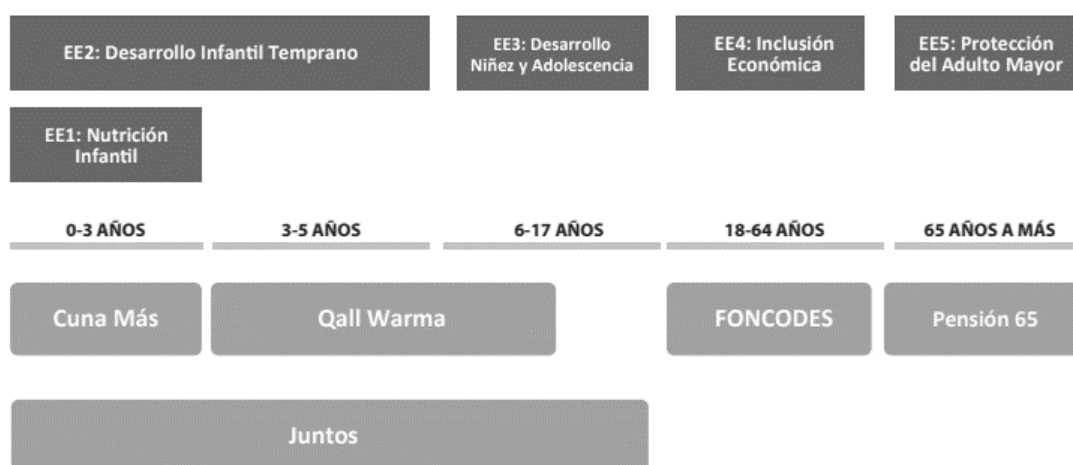 EE2: Desarrollo Infantil Temprano
EE3: Desarrollo
Niñez y Adolescencia
EE4: Inclusión
Económica
EE5: Protección
del Adulto Mayor
EE1: Nutrición
Infantil
0-3 AÑOS
3-5 AÑOS
6-17 AÑOS
18-64 AÑOS
65 AÑOS A MÁS
Cuna Más
Qall Warma
FONCODES
Pensión 65
Juntos